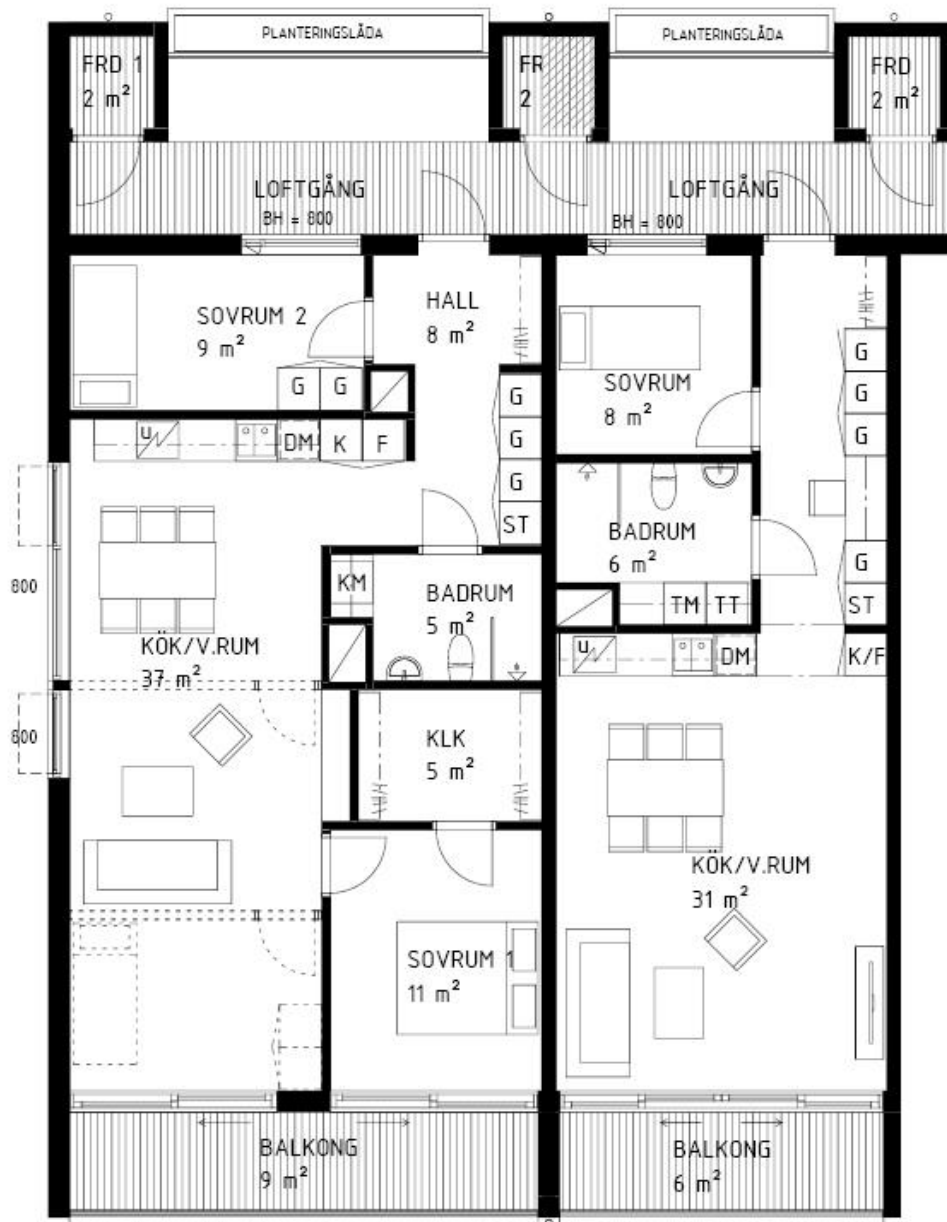 PLANTERINGSLÅDA
PLANTERINGSLÅDA
FRD 1
2 m²
FR
2
FRD
2 m²
LOFTGÅNG
BH = 800
LOFTGÅNG
BH = 800
SOVRUM 2
9 m²
HALL
8 m²
G
G
G
G
G
ST
SOVRUM
8 m²
G
G
G
U
DM
K
F
BADRUM
6 m²
TM
TT
G
ST
800
KM
BADRUM
5 m²
KÖK/V.RUM
37 m²
U
DM
K/F
800
KLK
5 m²
KÖK/V.RUM
31 m²
SOVRUM 1
11 m²
BALKONG
9 m²
BALKONG
6 m²